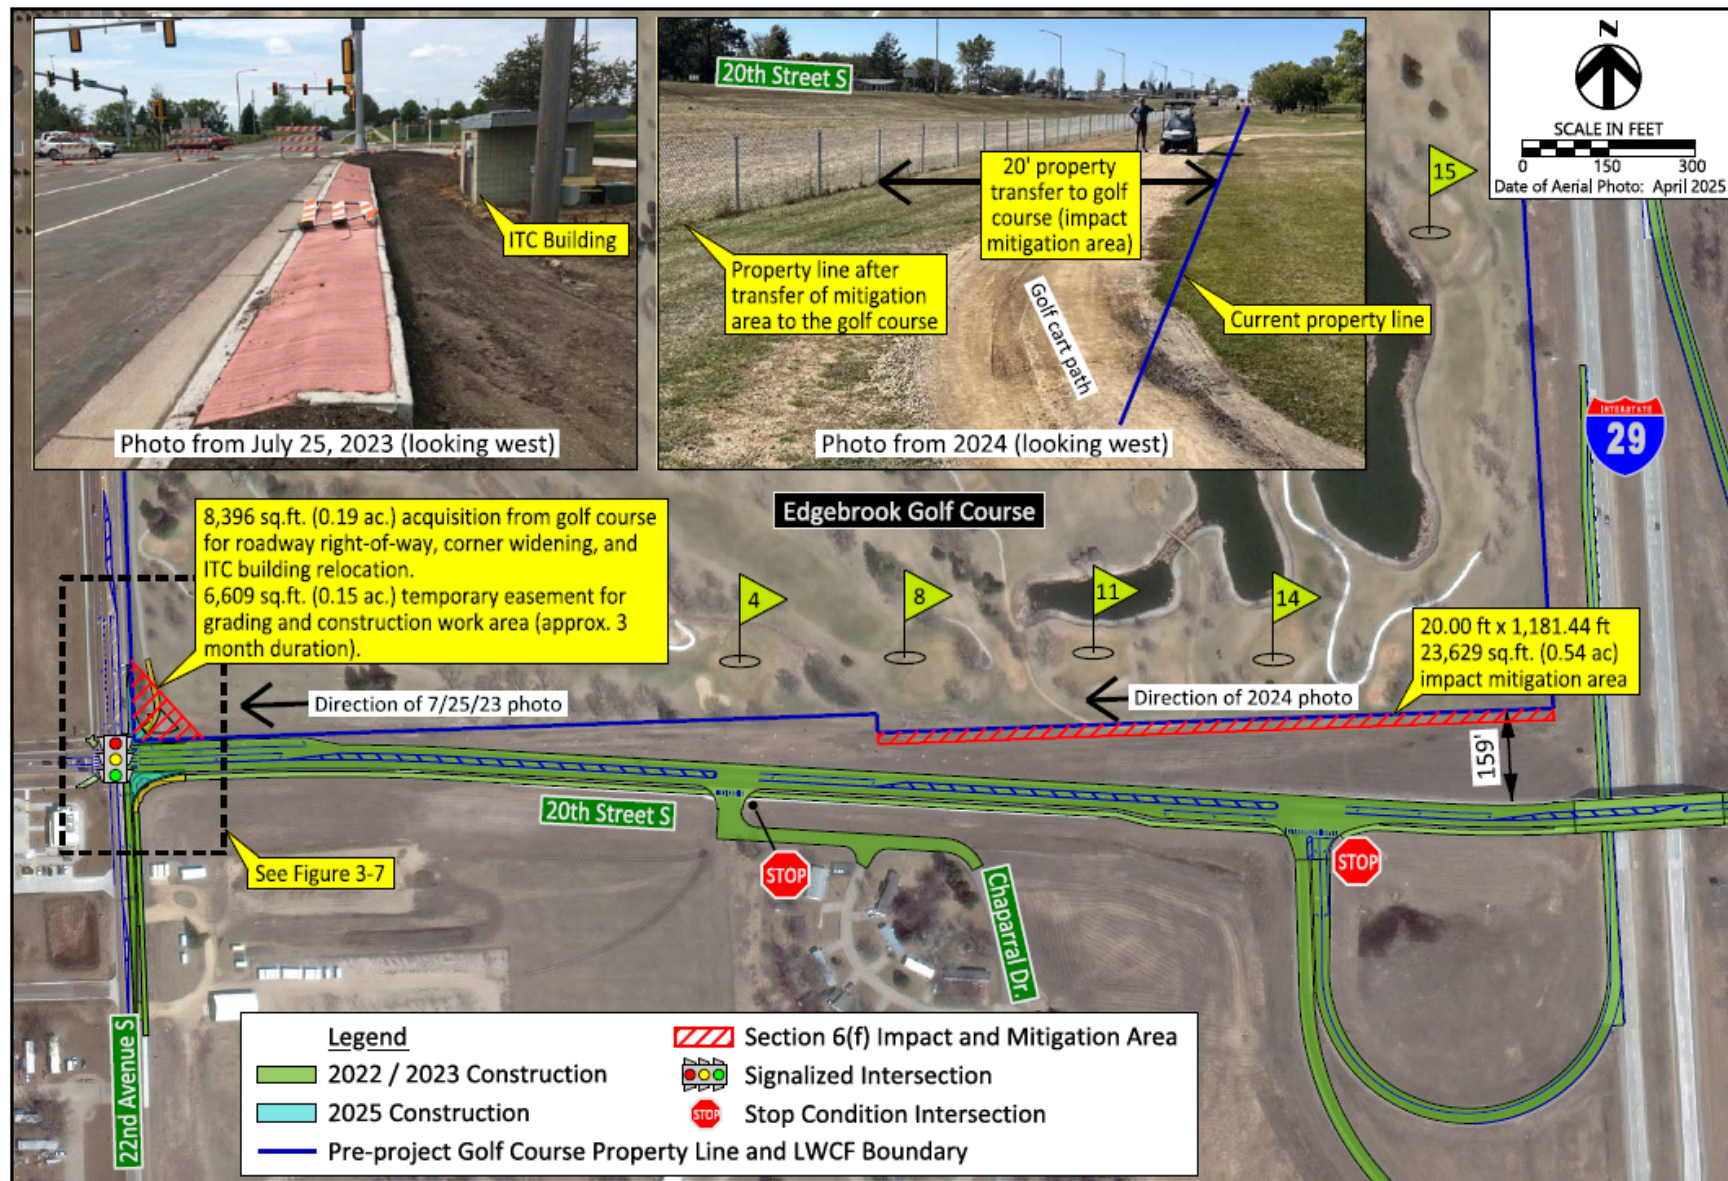 20th Street S
ITC Building
Photo from July 25, 2023 (looking west)
20' property
transfer to golf
course (impact
mitigation area)
Property line after
transfer of mitigation
area to the golf course
Golf cart path
Current property line
Photo from 2024 (looking west)
N
SCALE IN FEET
0 150 300
Date of Aerial Photo: April 2025
15
INTERSTATE
29
Edgebrook Golf Course
8,396 sq.ft. (0.19 ac.) acquisition from golf course
for roadway right-of-way, corner widening, and
ITC building relocation.
6,609 sq.ft. (0.15 ac.) temporary easement for
grading and construction work area (approx. 3
month duration).
4
8
11
14
20.00 ft x 1,181.44 ft
23,629 sq.ft. (0.54 ac)
impact mitigation area
Direction of 7/25/23 photo
Direction of 2024 photo
159'
20th Street S
STOP
STOP
See Figure 3-7
Chaparral Dr.
22nd Avenue S
Legend
2022 / 2023 Construction
2025 Construction
Pre-project Golf Course Property Line and LWCF Boundary
Section 6(f) Impact and Mitigation Area
Signalized Intersection
STOP
Stop Condition Intersection